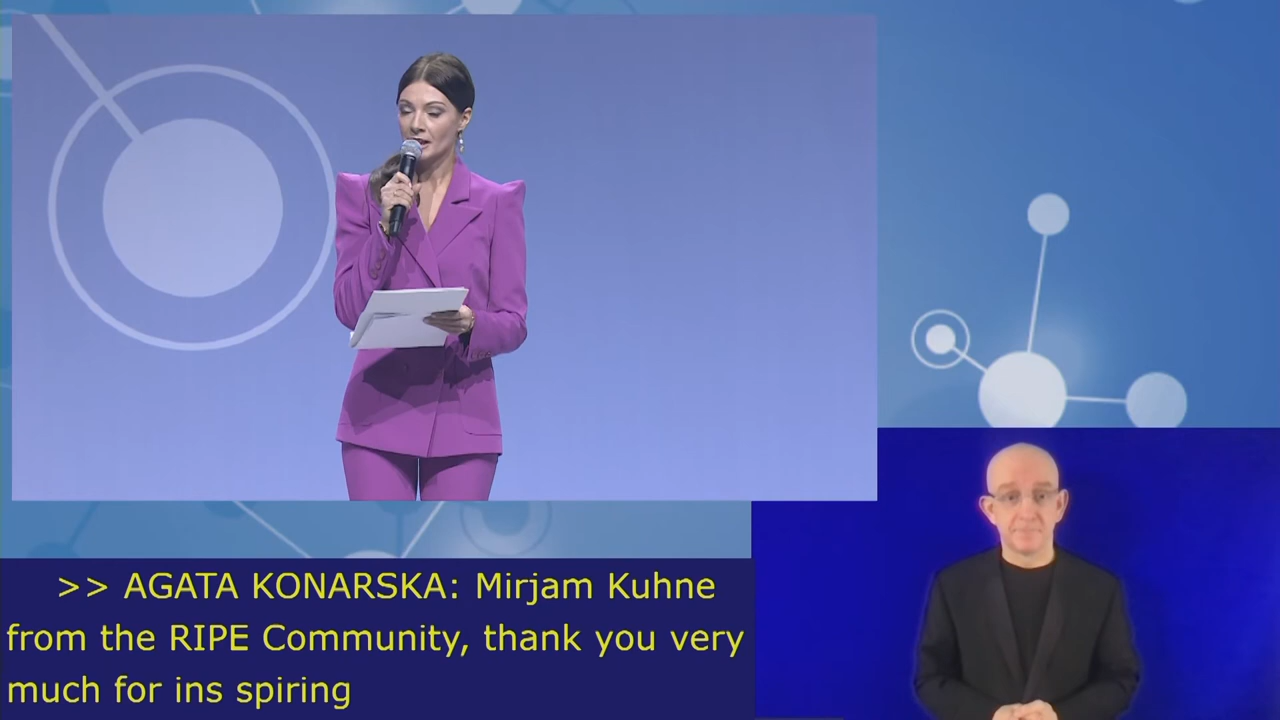 >> AGATA KONARSKA: Mirjam Kuhne
from the RIPE Community, thank you very
much for ins spiring